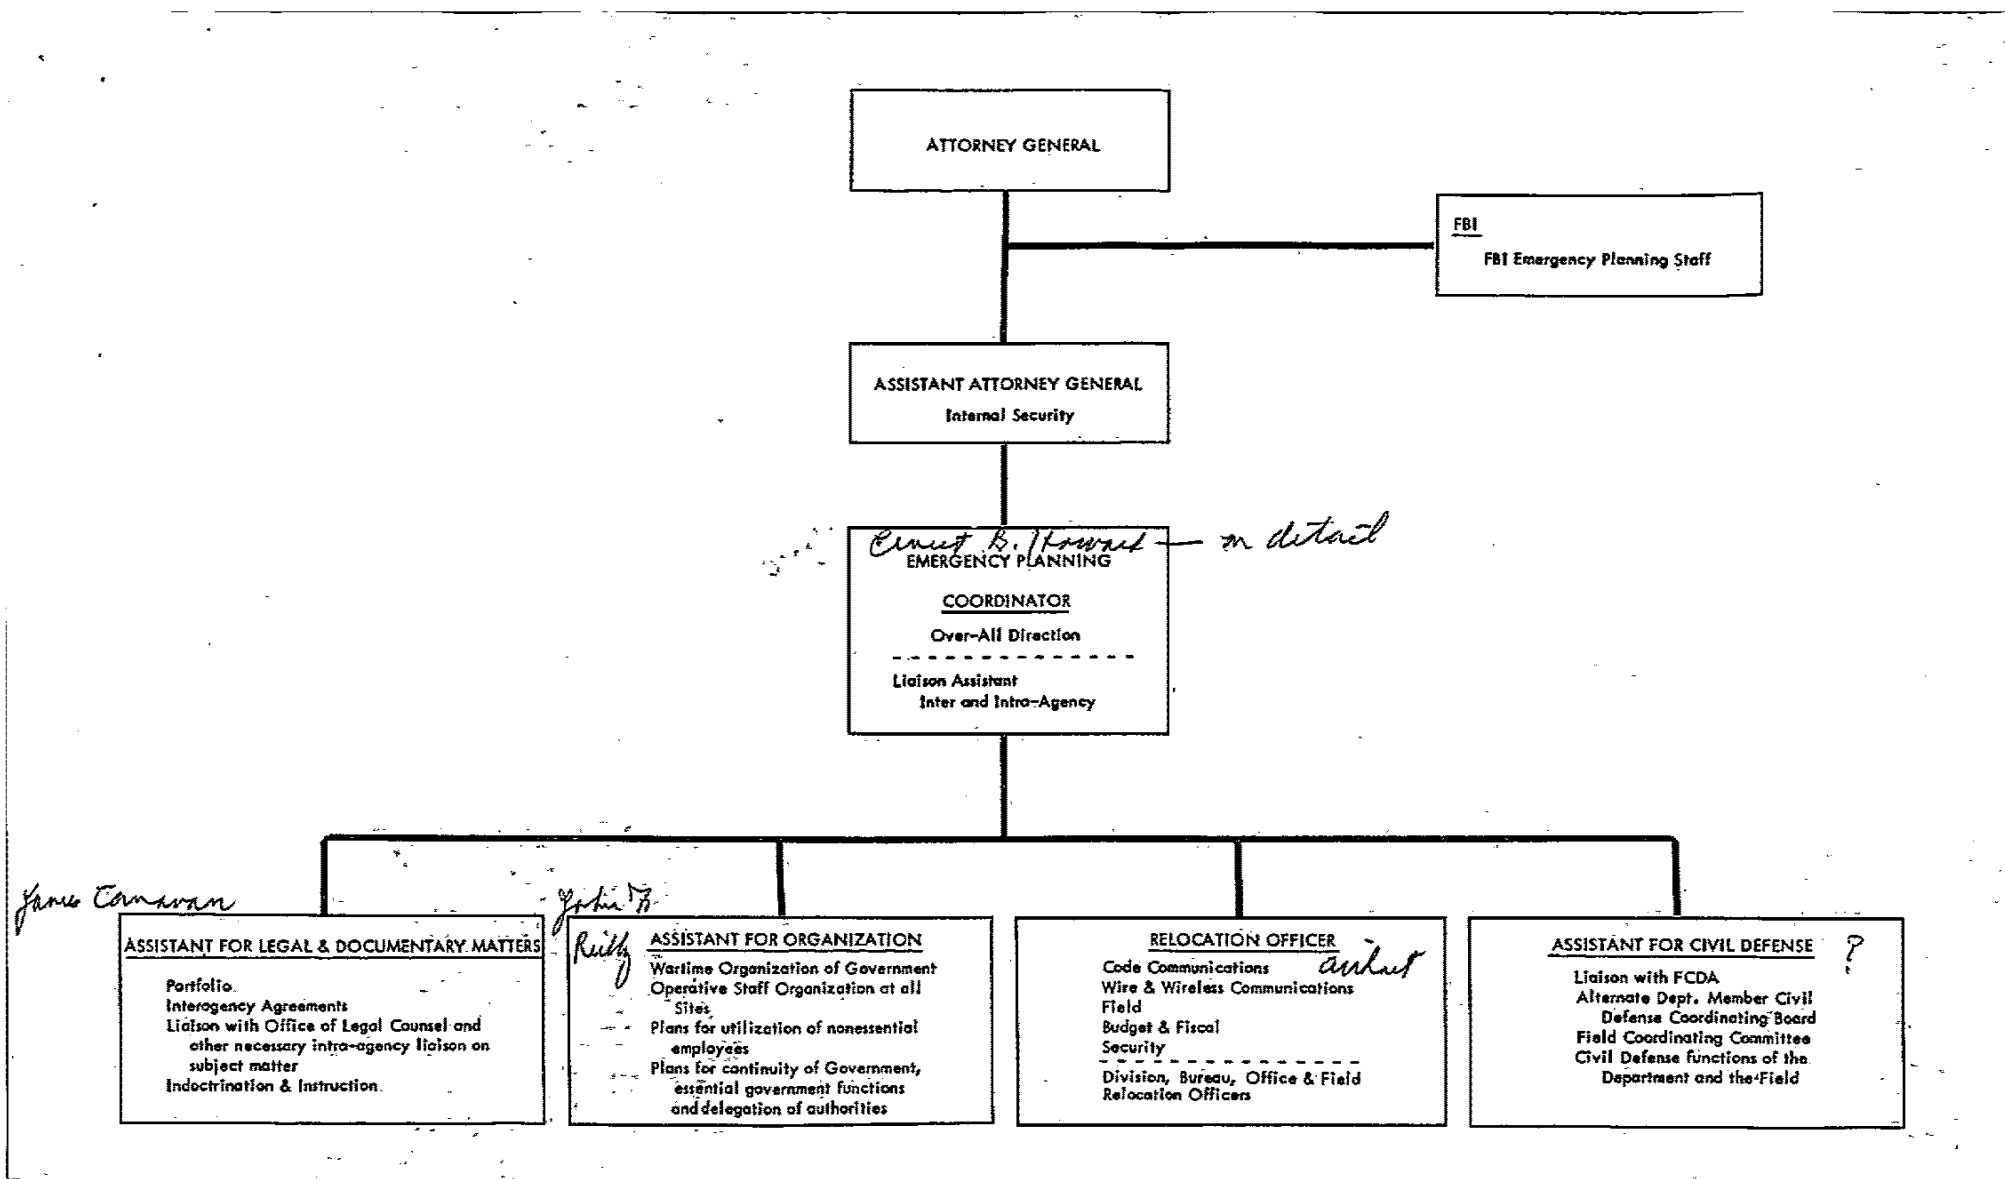 ATTORNEY GENERAL
FBI
FBI Emergency Planning Staff
ASSISTANT ATTORNEY GENERAL
Internal Security
B. — on detail
EMERGENCY PLANNING
COORDINATOR
Over-All Direction
Liaison Assistant
Inter and Intra-Agency
James
ASSISTANT FOR LEGAL & DOCUMENTARY MATTERS
Portfolio
Interogency Agreements
Liaison with Office of Legal Counsel and
other necessary intra-agency liaison on
subject matter
Indoctrination & Instruction
John F.
Reilly
ASSISTANT FOR ORGANIZATION
Wartime Organization of Government
Operative Staff Organization at all
Sites
Plans for utilization of nonessential
employees
Plans for continuity of Government,
essential government functions
and delegation of authorities
RELOCATION OFFICER
Code Communications
Wire & Wireless Communications
Field
Budget & Fiscal
Security
Division, Bureau, Office & Field
Relocation Officers
ASSISTANT FOR CIVIL DEFENSE ?
Liaison with FCDA
Alternate Dept. Member Civil
Defense Coordinating Board
Field Coordinating Committee
Civil Defense functions of the
Department and the Field